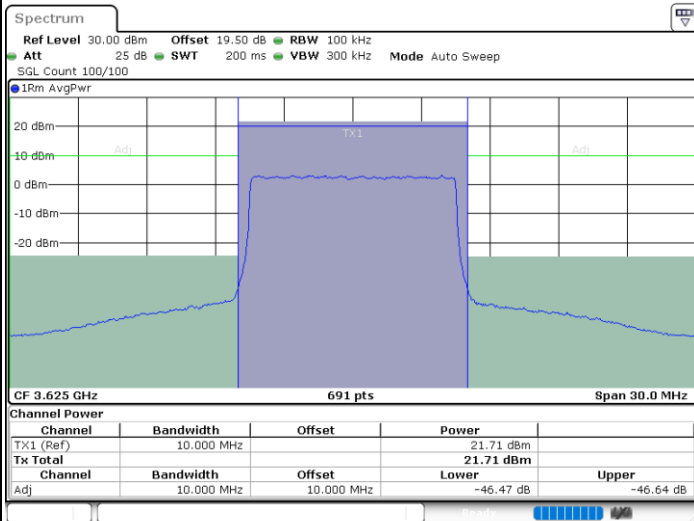 Spectrum
Ref Level 30.00 dBm Offset 19.50 dB RBW 100 kHz
Att 25 dB SWT 200 ms VBW 300 kHz Mode Auto Sweep
SGL Count 100/100
1Rm AvgPwr
20 dBm
TX1
Adj Adj
10 dBm
0 dBm
-10 dBm
-20 dBm
CF 3.625 GHz 691 pts Span 30.0 MHz
Channel Power
Channel Bandwidth Offset Power
TX1 (Ref) 10.000 MHz 21.71 dBm
Tx Total 21.71 dBm
Channel Bandwidth Offset Lower Upper
Adj 10.000 MHz 10.000 MHz -46.47 dB -46.64 dB
Ready